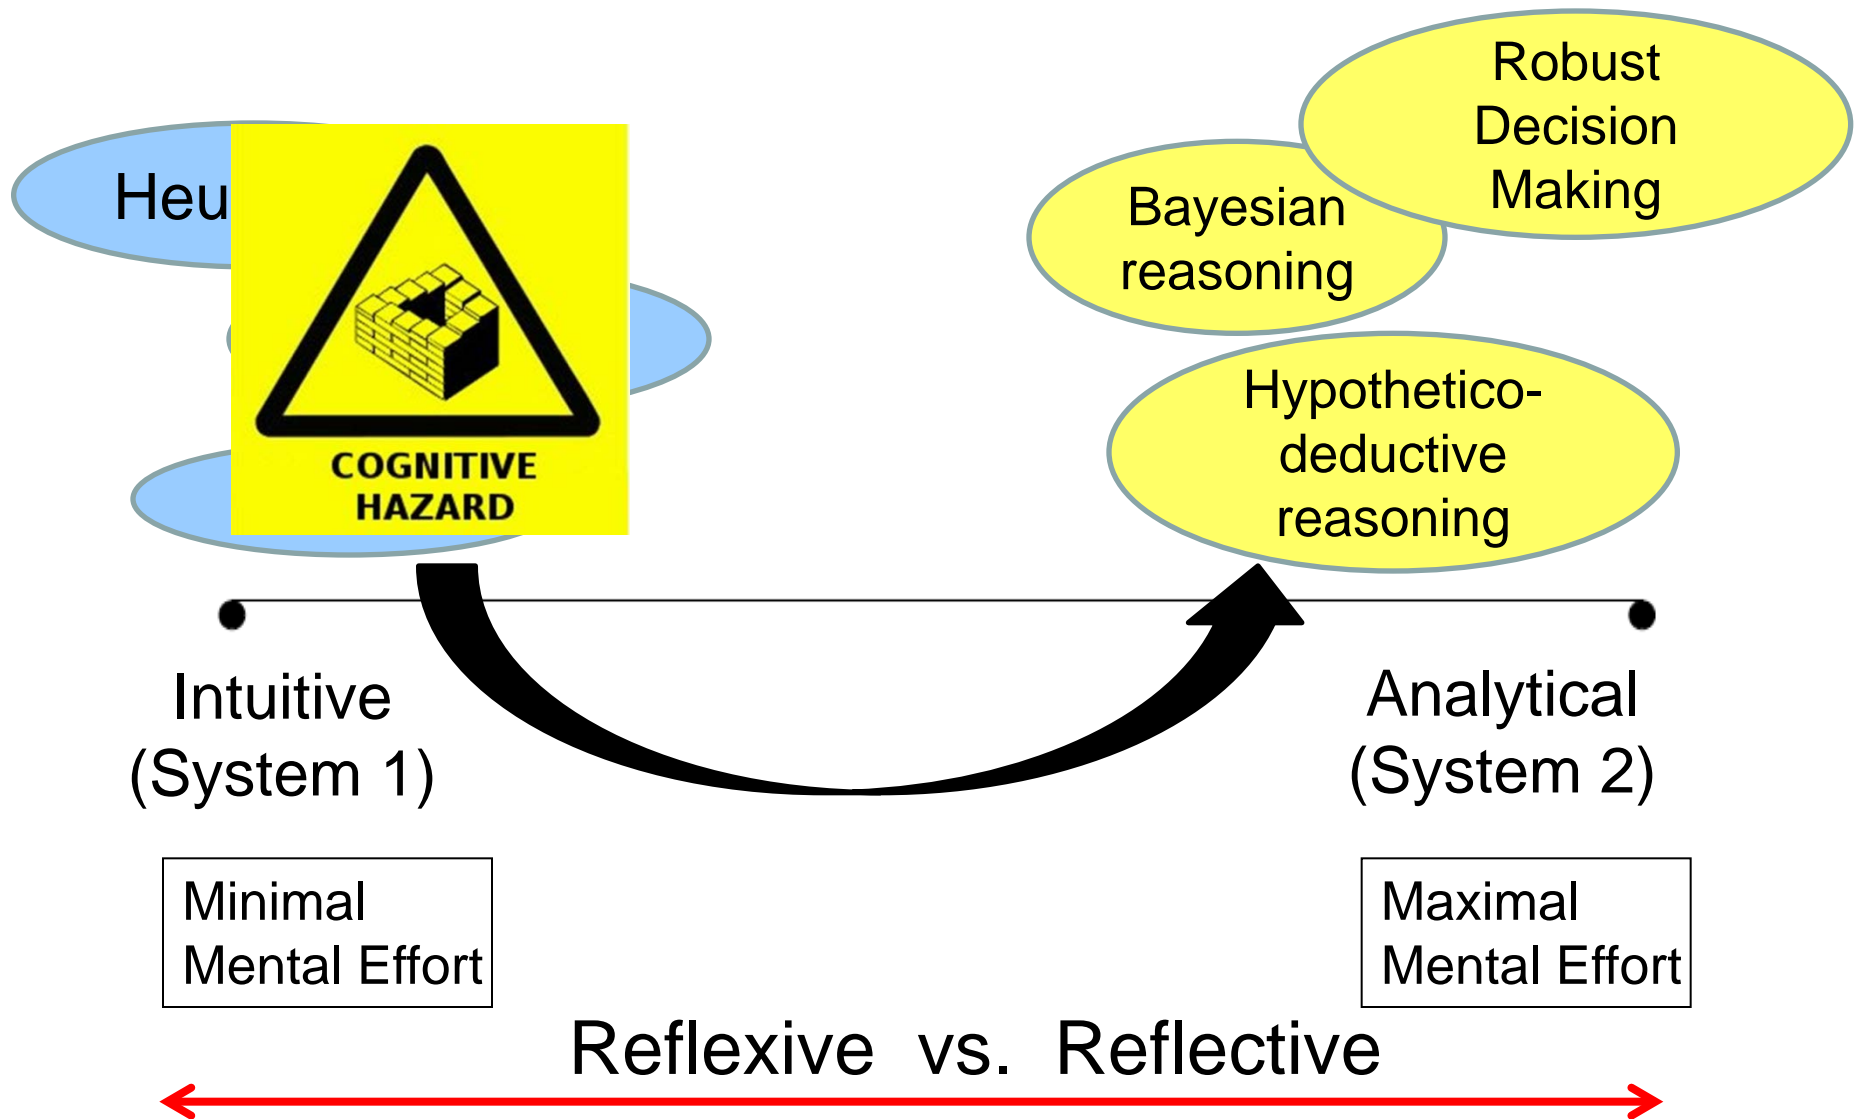 Robust
Decision
Making
Bayesian
reasoning
Heu
Hypothetico-
deductive
reasoning
COGNITIVE
HAZARD
Intuitive
(System 1)
Analytical
(System 2)
Minimal
Mental Effort
Maximal
Mental Effort
Reflexive vs. Reflective